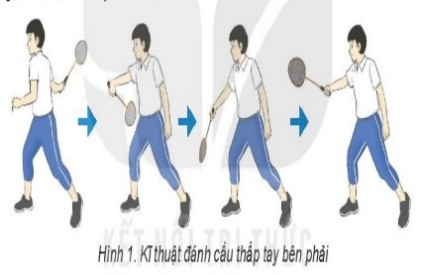 KẾT NỐI TRI THỨC
Hình 1. Kĩ thuật đánh cầu thấp tay bên phải